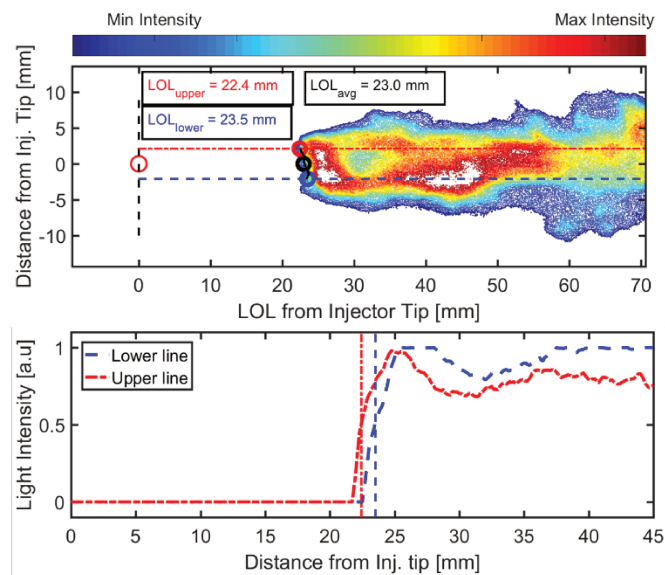 Min Intensity Max Intensity
LOL_upper = 22.4 mm LOL_avg = 23.0 mm
LOL_lower = 23.5 mm
Distance from Inj. Tip [mm]
10
5
0
-5
-10
0 10 20 30 40 50 60 70
LOL from Injector Tip [mm]
Light Intensity [a.u]
1
0.5
0
Lower line
Upper line
0 5 10 15 20 25 30 35 40 45
Distance from Inj. tip [mm]